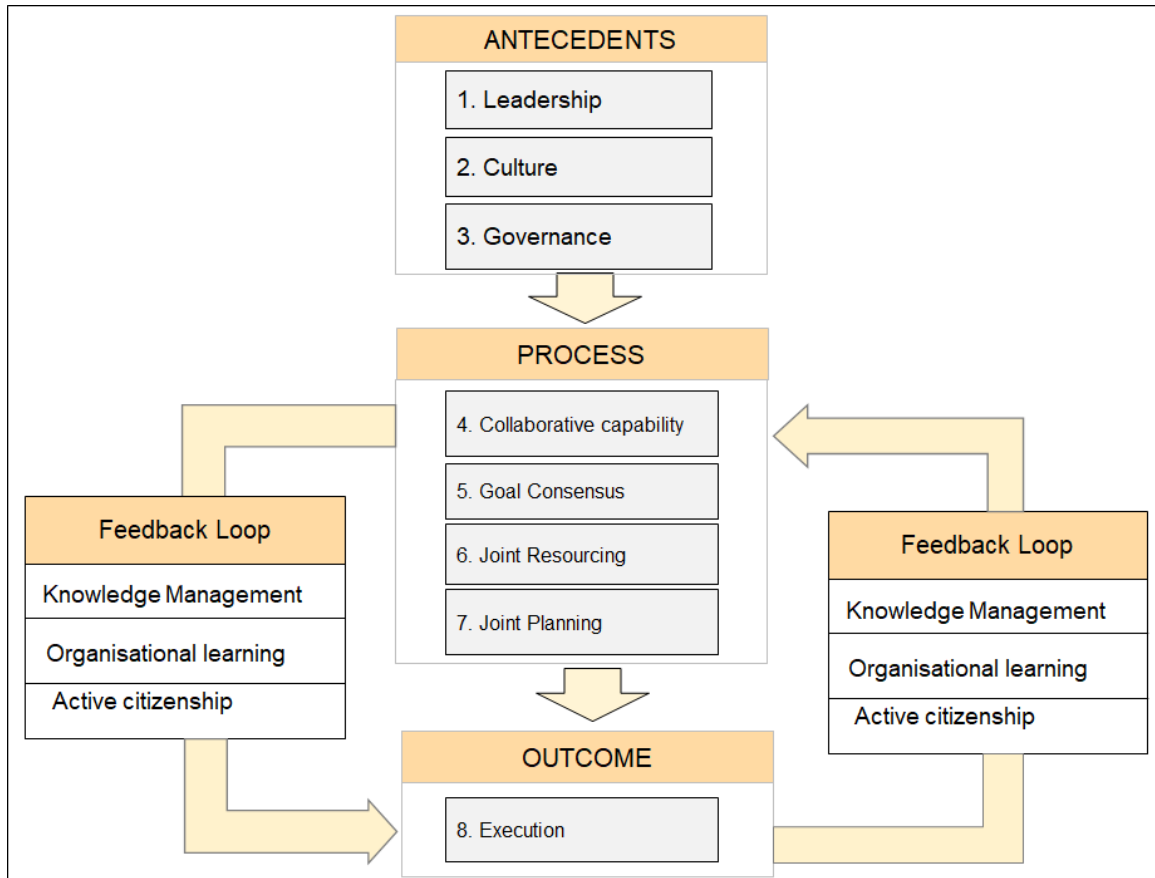 ANTECEDENTS
1. Leadership
2. Culture
3. Governance
PROCESS
4. Collaborative capability
5. Goal Consensus
6. Joint Resourcing
7. Joint Planning
Feedback Loop
Knowledge Management
Organisational learning
Active citizenship
Feedback Loop
Knowledge Management
Organisational learning
Active citizenship
OUTCOME
8. Execution